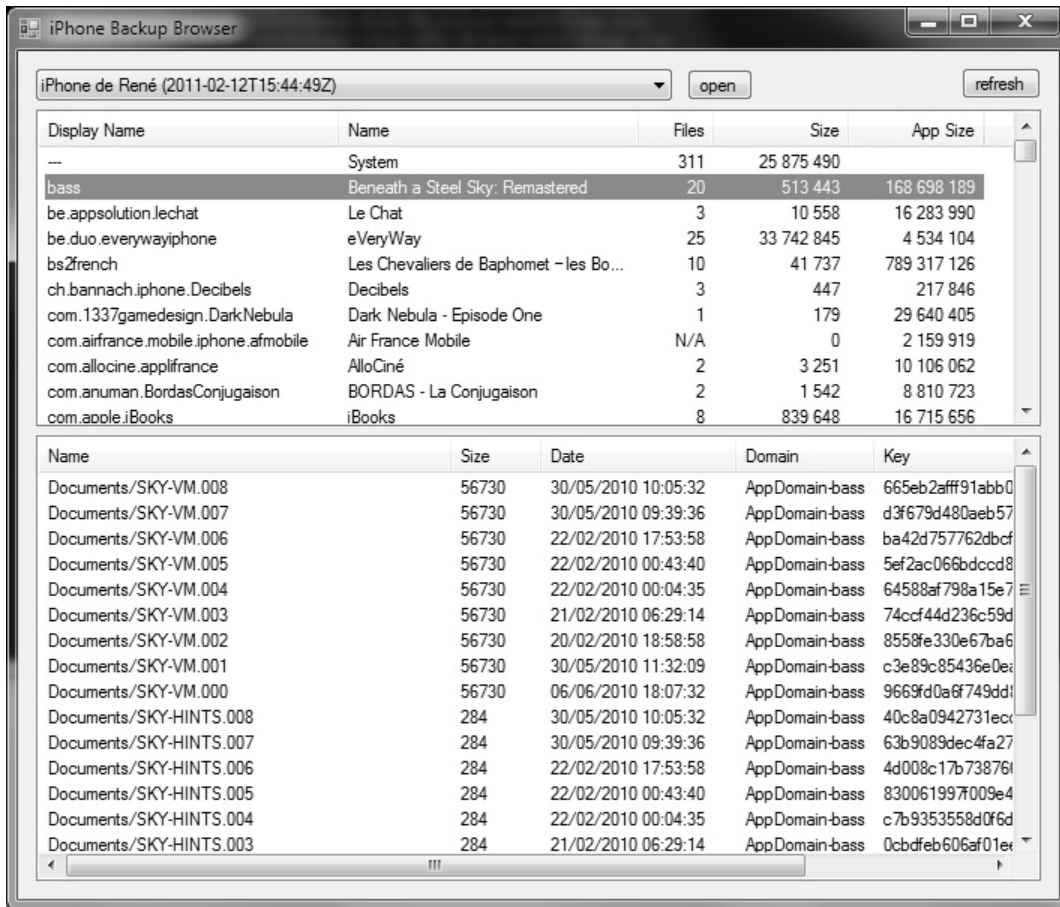 iPhone Backup Browser
iPhone de René (2011-02-12T15:44:49Z) open refresh
Display Name Name Files Size App Size
--- System 311 25 875 490
bass Beneath a Steel Sky: Remastered 20 513 443 168 698 189
be.appsolution.lechat Le Chat 3 10 558 16 283 990
be.duo.everywayiphone eVeryWay 25 33 742 845 4 534 104
bs2french Les Chevaliers de Baphomet – les Bo... 10 41 737 789 317 126
ch.bannach.iphone.Decibels Decibels 3 447 217 846
com.1337gamedesign.DarkNebula Dark Nebula - Episode One 1 179 29 640 405
com.airfrance.mobile.iphone.afmobile Air France Mobile N/A 0 2 159 919
com.allocine.applifrance AlloCiné 2 3 251 10 106 062
com.anuman.BordasConjugaison BORDAS - La Conjugaison 2 1 542 8 810 723
com.apple.iBooks iBooks 8 839 648 16 715 656
Name Size Date Domain Key
Documents/SKY-VM.008 56730 30/05/2010 10:05:32 AppDomain-bass 665eb2afff91abb0
Documents/SKY-VM.007 56730 30/05/2010 09:39:36 AppDomain-bass d3f679d480aeb57
Documents/SKY-VM.006 56730 22/02/2010 17:53:58 AppDomain-bass ba42d757762dbcf
Documents/SKY-VM.005 56730 22/02/2010 00:43:40 AppDomain-bass 5ef2ac066bdccd8
Documents/SKY-VM.004 56730 22/02/2010 00:04:35 AppDomain-bass 64588af798a15e7
Documents/SKY-VM.003 56730 21/02/2010 06:29:14 AppDomain-bass 74ccf44d236c59d
Documents/SKY-VM.002 56730 20/02/2010 18:58:58 AppDomain-bass 8558fe330e67ba6
Documents/SKY-VM.001 56730 30/05/2010 11:32:09 AppDomain-bass c3e89c85436e0ea
Documents/SKY-VM.000 56730 06/06/2010 18:07:32 AppDomain-bass 9669fd0a6f749dd8
Documents/SKY-HINTS.008 284 30/05/2010 10:05:32 AppDomain-bass 40c8a0942731ecc
Documents/SKY-HINTS.007 284 30/05/2010 09:39:36 AppDomain-bass 63b9089dec4fa27
Documents/SKY-HINTS.006 284 22/02/2010 17:53:58 AppDomain-bass 4d008c17b738766
Documents/SKY-HINTS.005 284 22/02/2010 00:43:40 AppDomain-bass 830061997f009e4
Documents/SKY-HINTS.004 284 22/02/2010 00:04:35 AppDomain-bass c7b9353558d0f6d
Documents/SKY-HINTS.003 284 21/02/2010 06:29:14 AppDomain-bass 0cbdfeb606af01ee